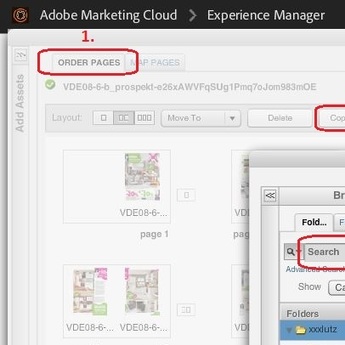 Adobe Marketing Cloud > Experience Manager
1.
ORDER PAGES
MAP PAGES
Add Assets
VDE08-6-b_prospekt-e26xAWVFqSUg1Pmq7oJom983mOE
Layout:
Move To
Delete
Cop
VDE08-6-...
VDE
page 1
VDE08-6-...
VDE08-6-...
VDE
Br
Fold...
F
Search
Advanced Search
Show
Ca
Folders
xxxlutz